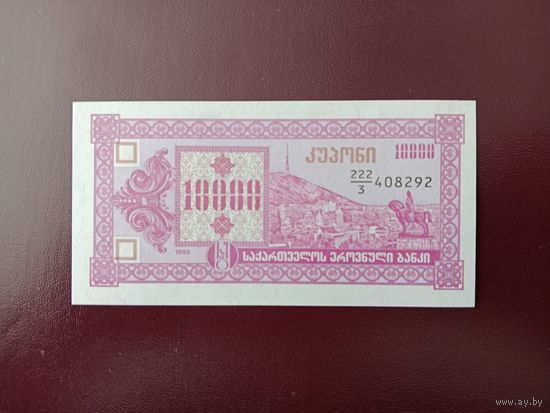 კუპონი 10000
222/3 408292
10000
1993
საქართველოს ეროვნული ბანკი
www.ay.by